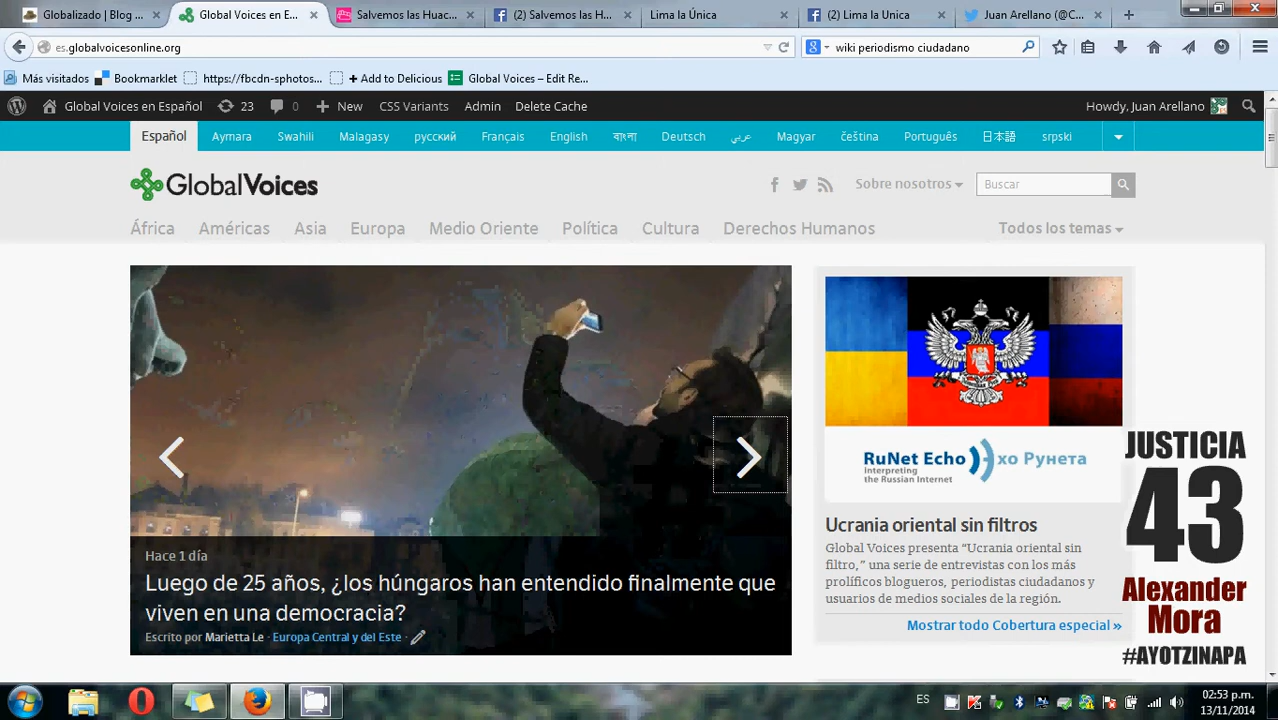 Globalizado | Blog ...
Global Voices en E...
Salvemos las Huac...
(2) Salvemos las H...
Lima la Única
(2) Lima la Unica
Juan Arellano (@C...
es.globalvoicesonline.org
wiki periodismo ciudadano
Más visitados
Bookmarklet
https://fbcdn-sphotos...
+ Add to Delicious
Global Voices – Edit Re...
Global Voices en Español
23
0
New
CSS Variants
Admin
Delete Cache
Howdy, Juan Arellano
Español
Aymara
Swahili
Malagasy
русский
Français
English
বাংলা
Deutsch
عربي
Magyar
čeština
Português
日本語
srpski
GlobalVoices
Sobre nosotros
Buscar
África
Américas
Asia
Europa
Medio Oriente
Política
Cultura
Derechos Humanos
Todos los temas
Hace 1 día
Luego de 25 años, ¿los húngaros han entendido finalmente que
viven en una democracia?
Escrito por Marietta Le · Europa Central y del Este ·
RuNet Echo
хо Рунета
Interpreting
the Russian Internet
Ucrania oriental sin filtros
Global Voices presenta “Ucrania oriental sin
filtro,” una serie de entrevistas con los más
prolíficos blogueros, periodistas ciudadanos y
usuarios de medios sociales de la región.
Mostrar todo Cobertura especial »
JUSTICIA
43
Alexander
Mora
#AYOTZINAPA
ES
02:53 p.m.
13/11/2014